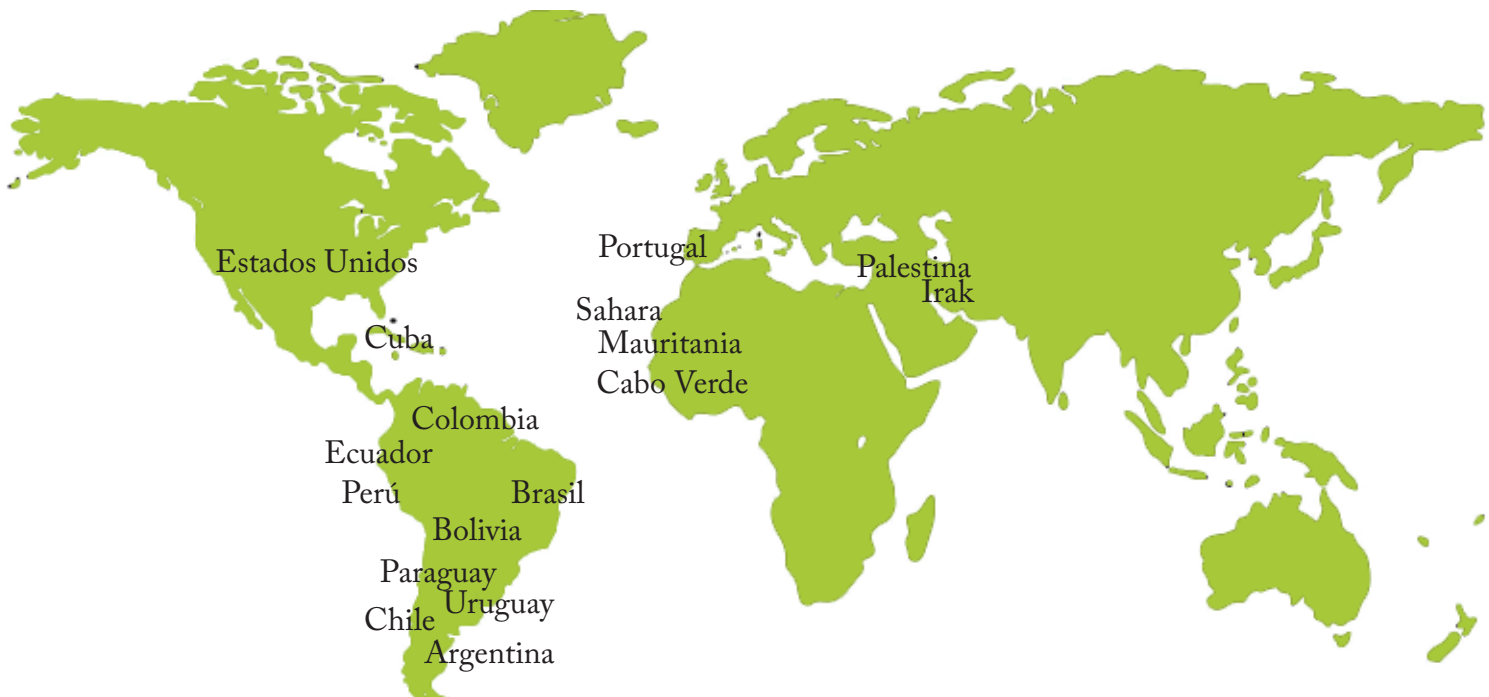 Estados Unidos
Cuba
Colombia
Ecuador
Perú
Brasil
Bolivia
Paraguay
Uruguay
Chile
Argentina
Portugal
Sahara
Mauritania
Cabo Verde
Palestina
Irak